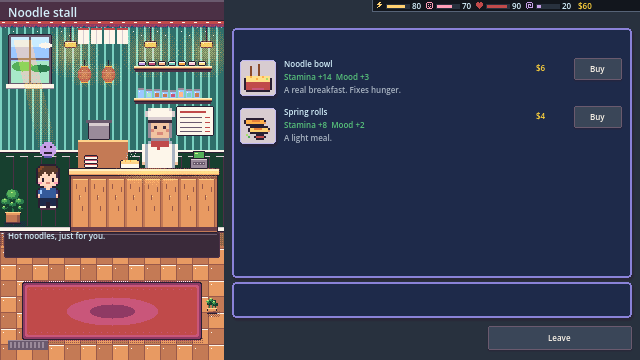 Noodle stall
80 70 90 20 $60
Noodle bowl
$6
Buy
Stamina +14 Mood +3
A real breakfast. Fixes hunger.
Spring rolls
$4
Buy
Stamina +8 Mood +2
A light meal.
Hot noodles, just for you.
Leave